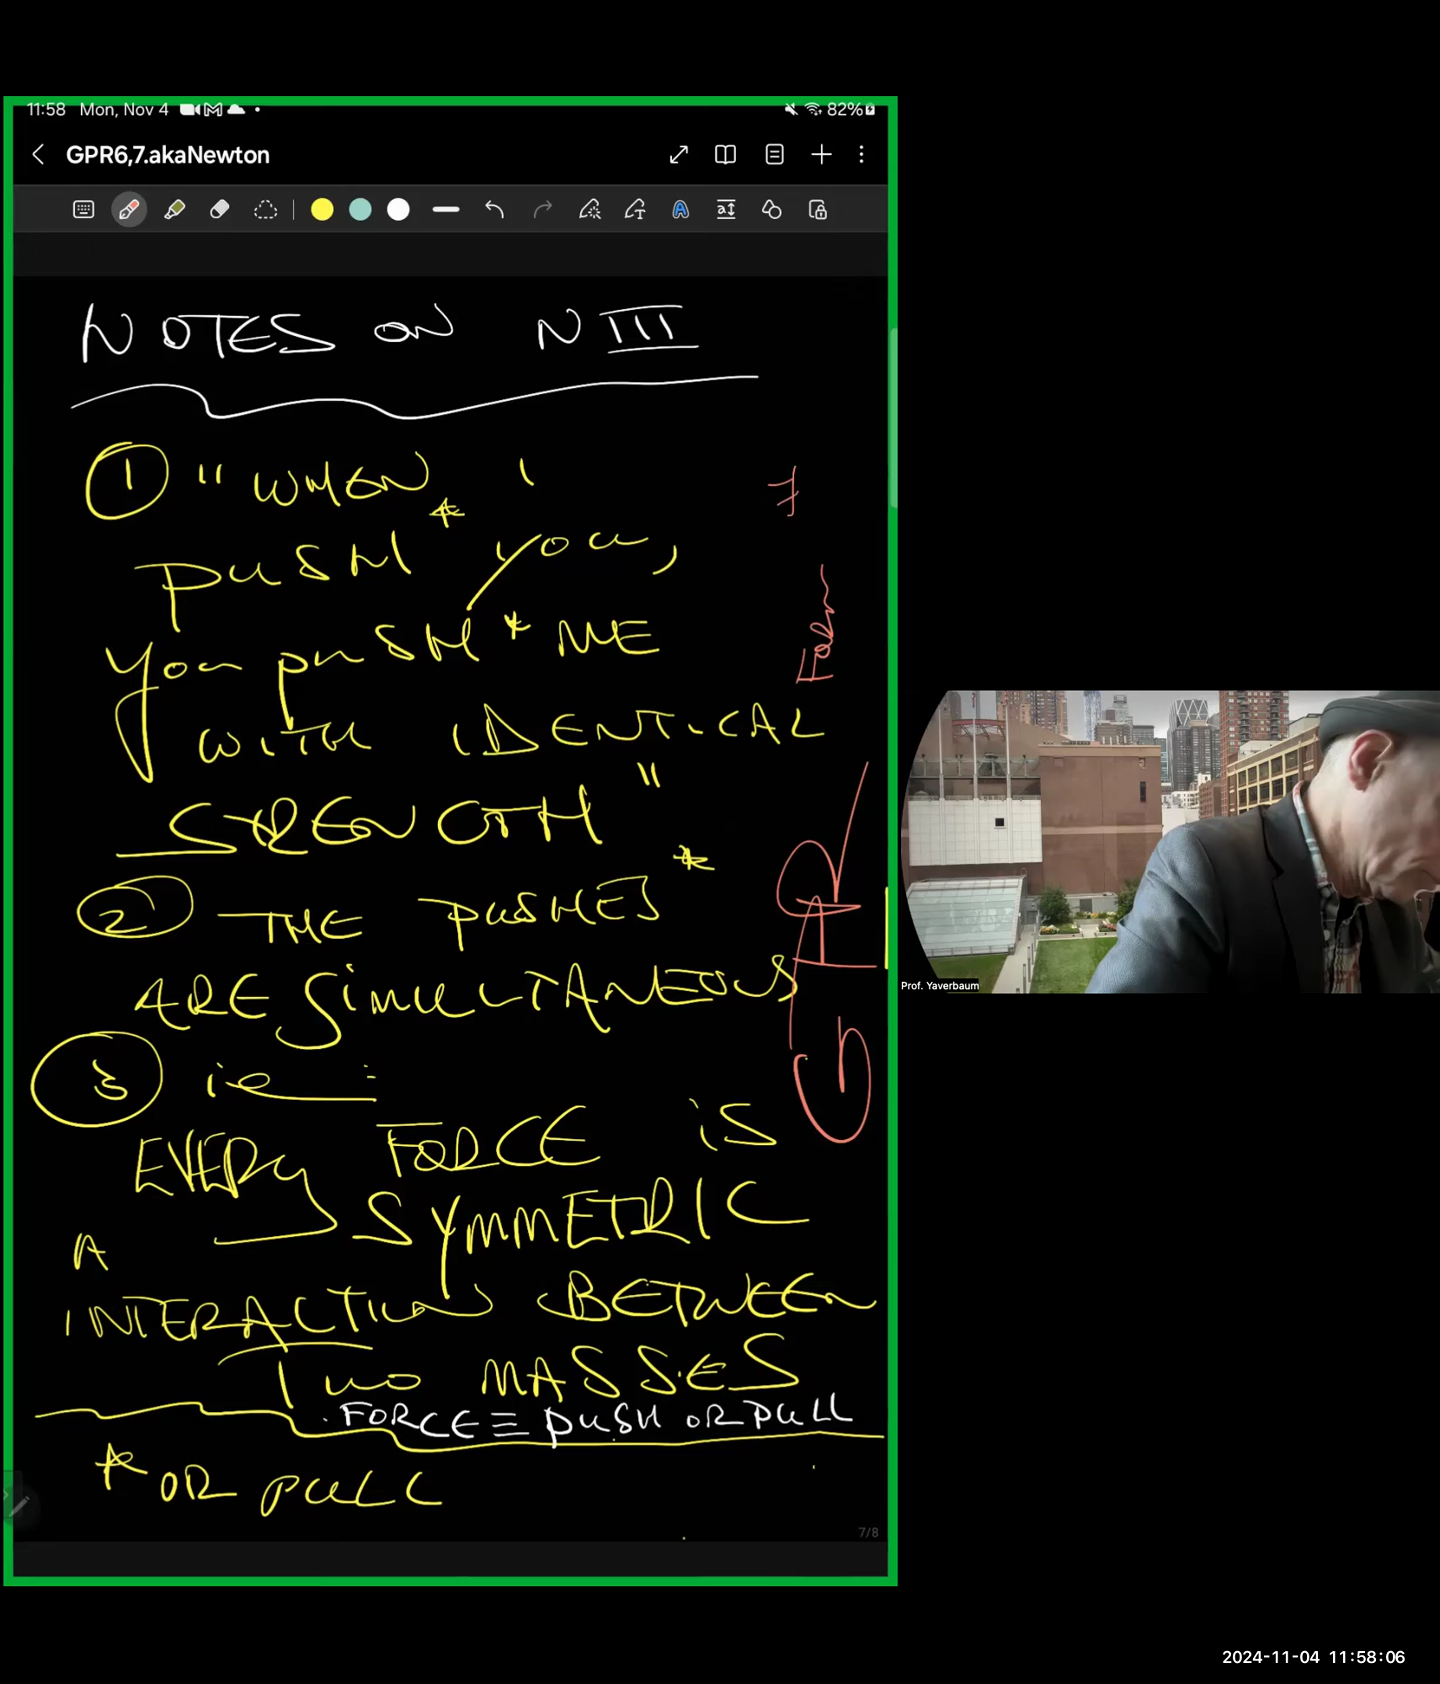 11:58 Mon, Nov 4
82%
GPR6,7.akaNewton
NOTES ON NIII
① "WHEN I
PUSH* YOU,
YOU PUSH* ME
WITH IDENTICAL
STRENGTH"
② THE PUSHES*
ARE SIMULTANEOUS
③ ie :
EVERY FORCE IS
A SYMMETRIC
INTERACTION BETWEEN
TWO MASSES
FORCE ≡ PUSH OR PULL
* OR PULL
7/8
Prof. Yaverbaum
2024-11-04 11:58:06